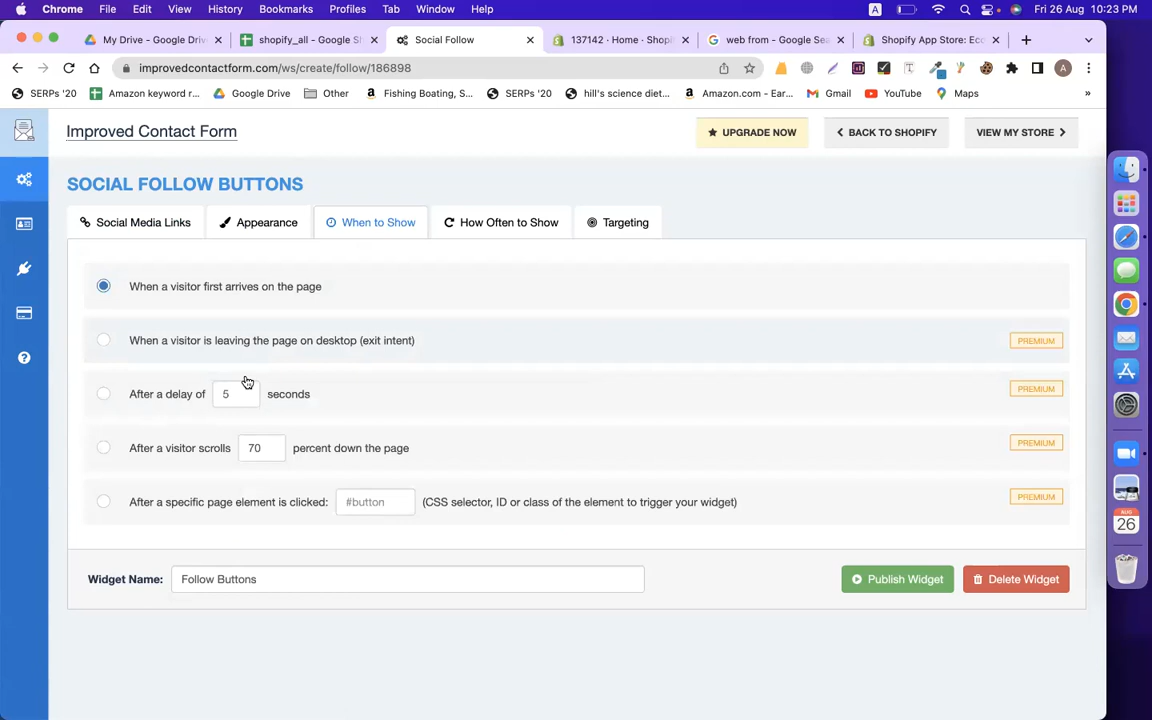 Chrome File Edit View History Bookmarks Profiles Tab Window Help A Fri 26 Aug 10:23 PM
My Drive - Google Driv shopify_all - Google Sh Social Follow 137142 · Home · Shopi web from - Google Sea Shopify App Store: Eco
improvedcontactform.com/ws/create/follow/186898 A
SERPs '20 Amazon keyword r... Google Drive Other Fishing Boating, S... SERPs '20 hill's science diet... Amazon.com - Ear... Gmail YouTube Maps »
Improved Contact Form UPGRADE NOW BACK TO SHOPIFY VIEW MY STORE
SOCIAL FOLLOW BUTTONS
Social Media Links Appearance When to Show How Often to Show Targeting
When a visitor first arrives on the page
When a visitor is leaving the page on desktop (exit intent) PREMIUM
After a delay of 5 seconds PREMIUM
After a visitor scrolls 70 percent down the page PREMIUM
After a specific page element is clicked: #button (CSS selector, ID or class of the element to trigger your widget) PREMIUM
Widget Name: Follow Buttons Publish Widget Delete Widget
AUG
26